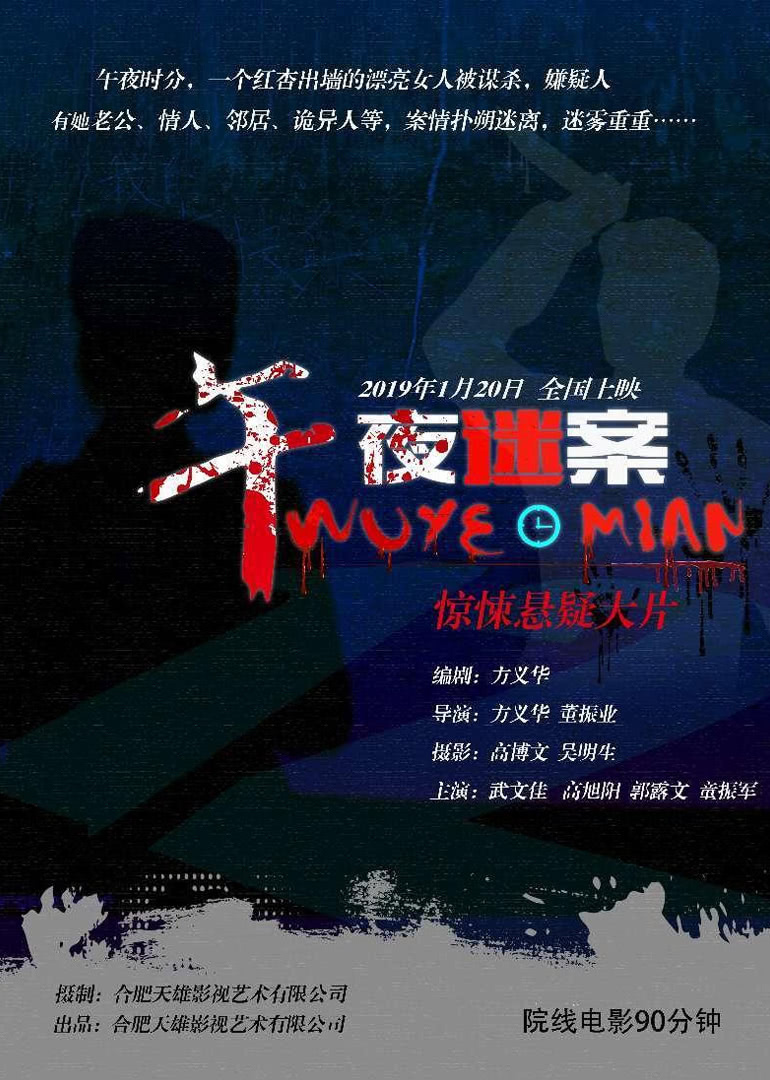 午夜时分，一个红杏出墙的漂亮女人被谋杀，嫌疑人
有她老公、情人、邻居、诡异人等，案情扑朔迷离，迷雾重重……
2019年1月20日 全国上映
午夜迷案
WUYE MIAN
惊悚悬疑大片
编剧：方义华
导演：方义华 董振业
摄影：高博文 吴明生
主演：武文佳 高旭阳 郭露文 董振军
摄制：合肥天雄影视艺术有限公司
出品：合肥天雄影视艺术有限公司
院线电影90分钟